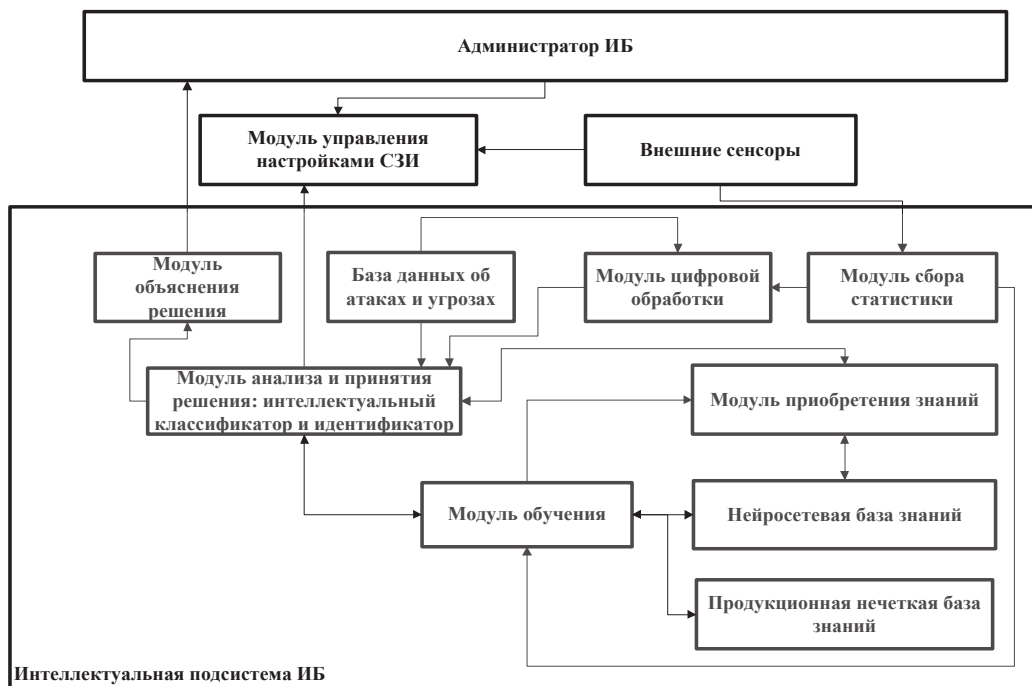 Администратор ИБ
Модуль управления
настройками СЗИ
Внешние сенсоры
Модуль
объяснения
решения
База данных об
атаках и угрозах
Модуль цифровой
обработки
Модуль сбора
статистики
Модуль анализа и принятия
решения: интеллектуальный
классификатор и идентификатор
Модуль приобретения знаний
Модуль обучения
Нейросетевая база знаний
Продукционная нечеткая база
знаний
Интеллектуальная подсистема ИБ